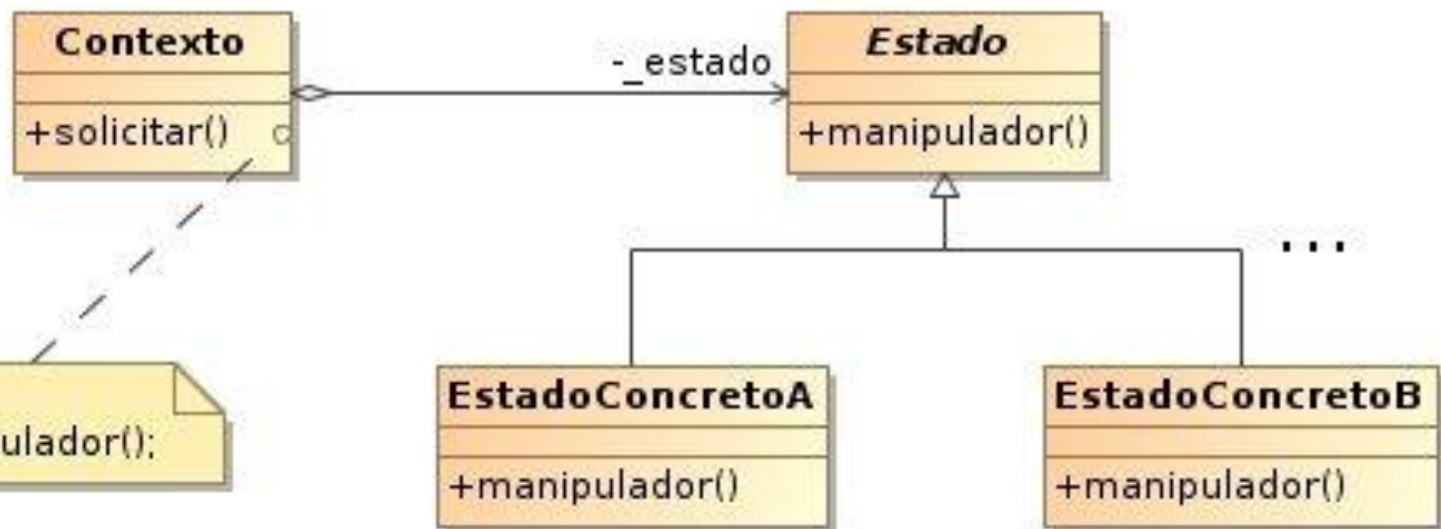 Contexto
+solicitar()
-_estado
Estado
+manipulador()
...
ulador();
EstadoConcretoA
+manipulador()
EstadoConcretoB
+manipulador()